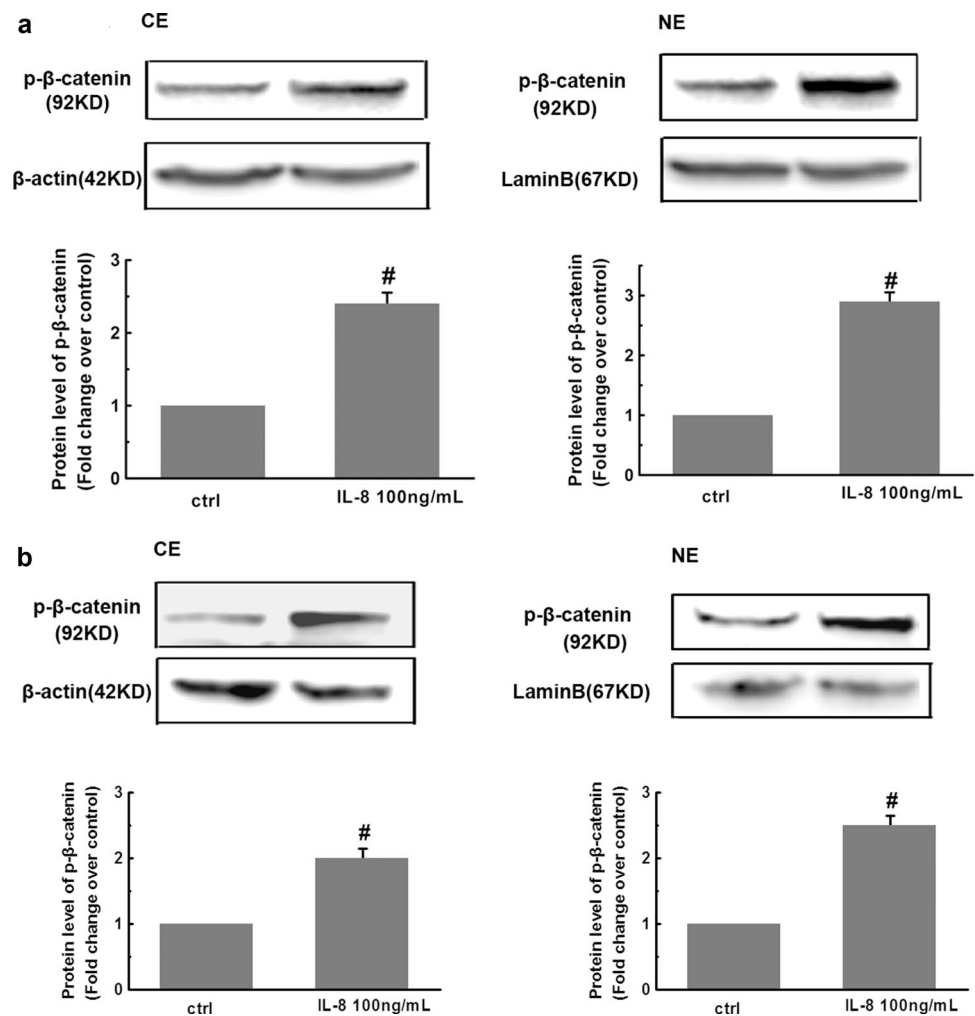 a
CE
p-β-catenin
(92KD)
β-actin(42KD)
NE
p-β-catenin
(92KD)
LaminB(67KD)
Protein level of p-β-catenin
(Fold change over control)
3
2
1
0
#
ctrl
IL-8 100ng/mL
Protein level of p-β-catenin
(Fold change over control)
3
2
1
0
#
ctrl
IL-8 100ng/mL
b
CE
p-β-catenin
(92KD)
β-actin(42KD)
NE
p-β-catenin
(92KD)
LaminB(67KD)
Protein level of p-β-catenin
(Fold change over control)
3
2
1
0
#
ctrl
IL-8 100ng/mL
Protein level of p-β-catenin
(Fold change over control)
3
2
1
0
#
ctrl
IL-8 100ng/mL